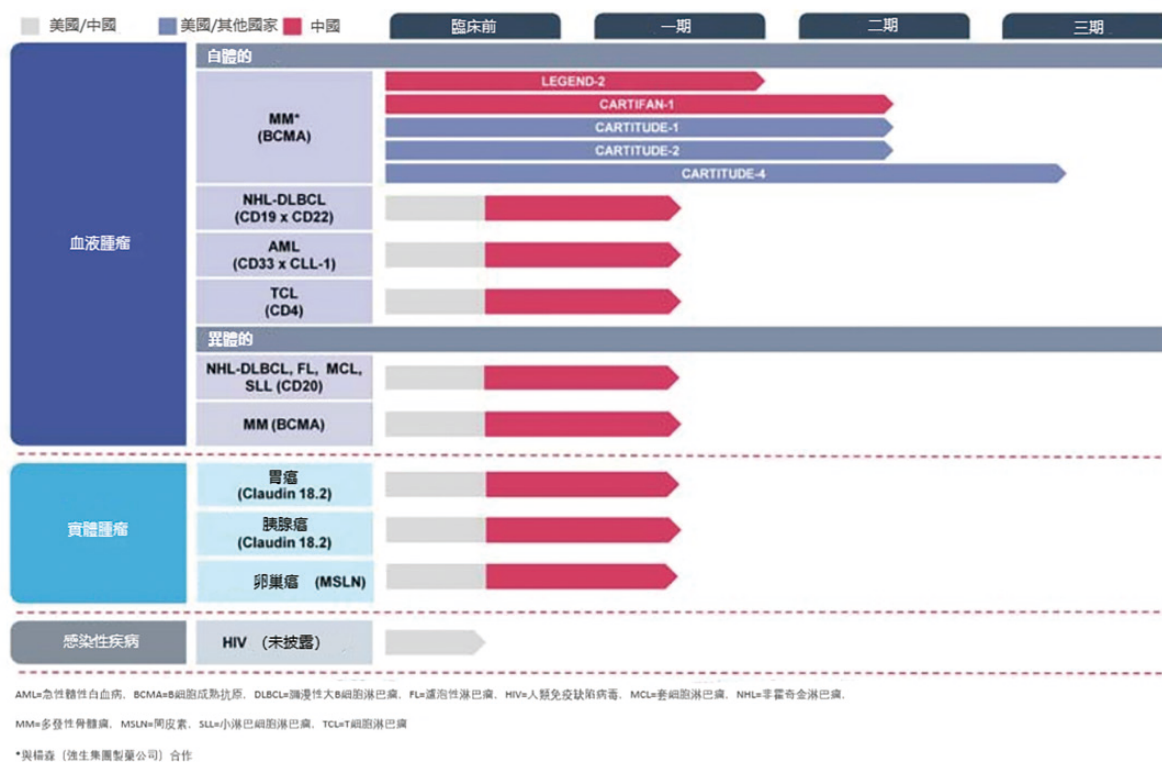 美國/中國 美國/其他國家 中國 臨床前 一期 二期 三期
自體的
LEGEND-2
CARTIFAN-1
MM*
(BCMA)
CARTITUDE-1
CARTITUDE-2
CARTITUDE-4
NHL-DLBCL
(CD19 x CD22)
血液腫瘤
AML
(CD33 x CLL-1)
TCL
(CD4)
異體的
NHL-DLBCL, FL, MCL,
SLL (CD20)
MM (BCMA)
胃癌
(Claudin 18.2)
實體腫瘤
胰腺癌
(Claudin 18.2)
卵巢癌 (MSLN)
感染性疾病
HIV (未披露)
AML=急性髓性白血病, BCMA=B細胞成熟抗原, DLBCL=彌漫性大B細胞淋巴瘤, FL=濾泡性淋巴瘤, HIV=人類免疫缺陷病毒, MCL=套細胞淋巴瘤, NHL=非霍奇金淋巴瘤,
MM=多發性骨髓瘤, MSLN=間皮素, SLL=小淋巴細胞淋巴瘤, TCL=T細胞淋巴瘤
*與楊森（強生集團製藥公司）合作